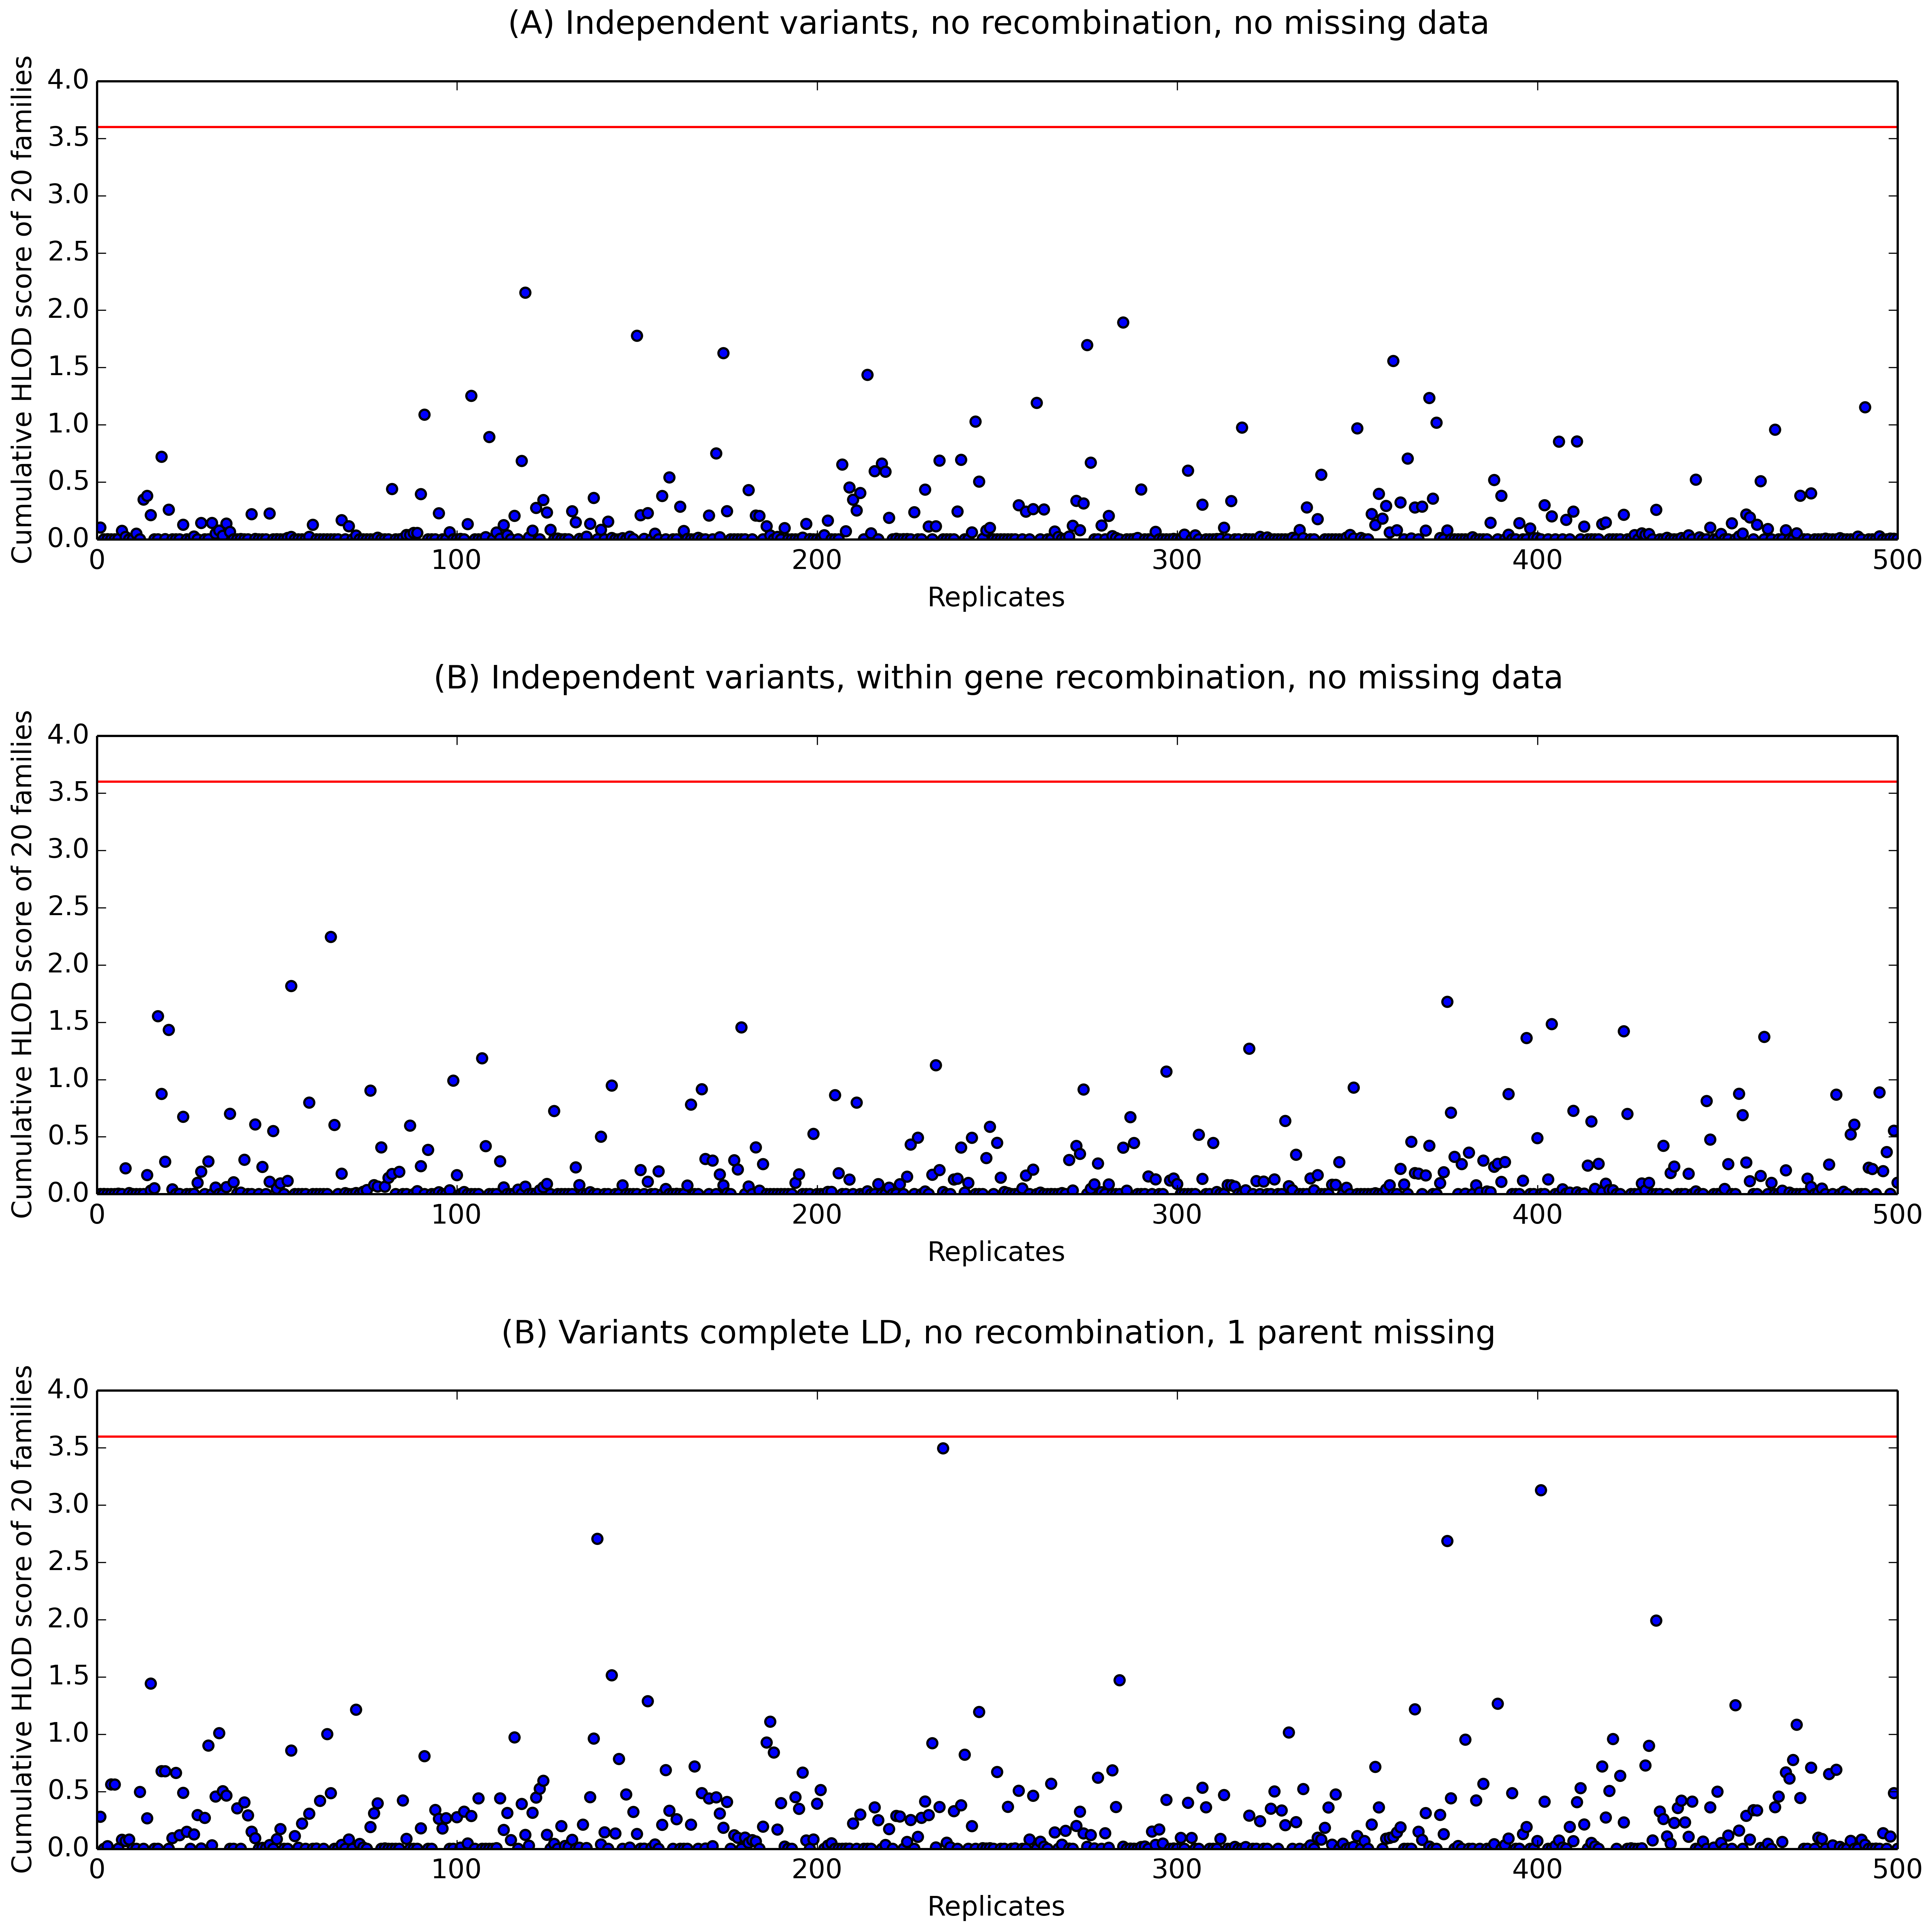 (A) Independent variants, no recombination, no missing data
Cumulative HLOD score of 20 families
4.0
3.5
3.0
2.5
2.0
1.5
1.0
0.5
0.0
0 100 200 300 400 500
Replicates
(B) Independent variants, within gene recombination, no missing data
Cumulative HLOD score of 20 families
4.0
3.5
3.0
2.5
2.0
1.5
1.0
0.5
0.0
0 100 200 300 400 500
Replicates
(B) Variants complete LD, no recombination, 1 parent missing
Cumulative HLOD score of 20 families
4.0
3.5
3.0
2.5
2.0
1.5
1.0
0.5
0.0
0 100 200 300 400 500
Replicates